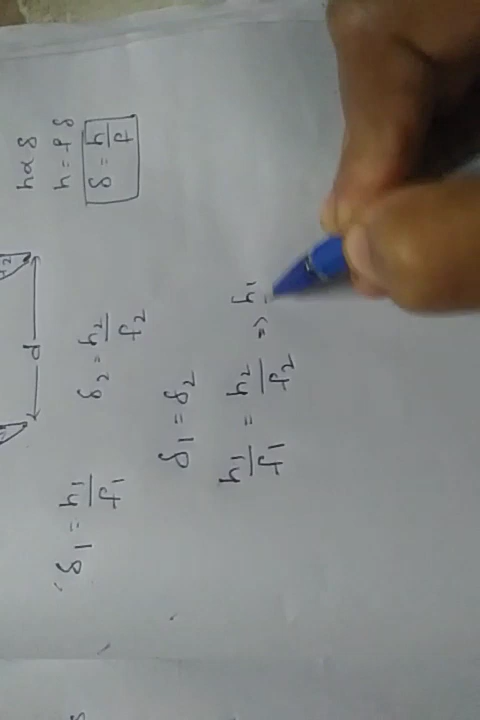 h ∝ δ
h = f δ
δ = h/f
d
δ₁ = h₁/f₁
δ₂ = h₂/f₂
δ₁ = δ₂
h₁/f₁ = h₂/f₂ ⇒ h₁